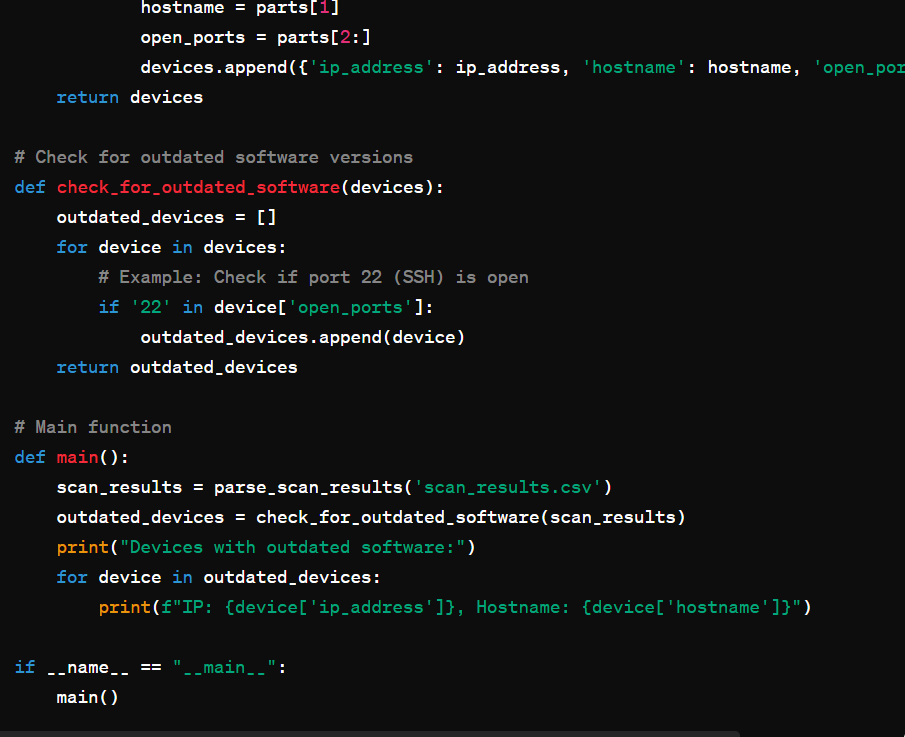 hostname = parts[1]
open_ports = parts[2:]
devices.append({'ip_address': ip_address, 'hostname': hostname, 'open_por
return devices
# Check for outdated software versions
def check_for_outdated_software(devices):
outdated_devices = []
for device in devices:
# Example: Check if port 22 (SSH) is open
if '22' in device['open_ports']:
outdated_devices.append(device)
return outdated_devices
# Main function
def main():
scan_results = parse_scan_results('scan_results.csv')
outdated_devices = check_for_outdated_software(scan_results)
print("Devices with outdated software:")
for device in outdated_devices:
print(f"IP: {device['ip_address']}, Hostname: {device['hostname']}")
if __name__ == "__main__":
main()